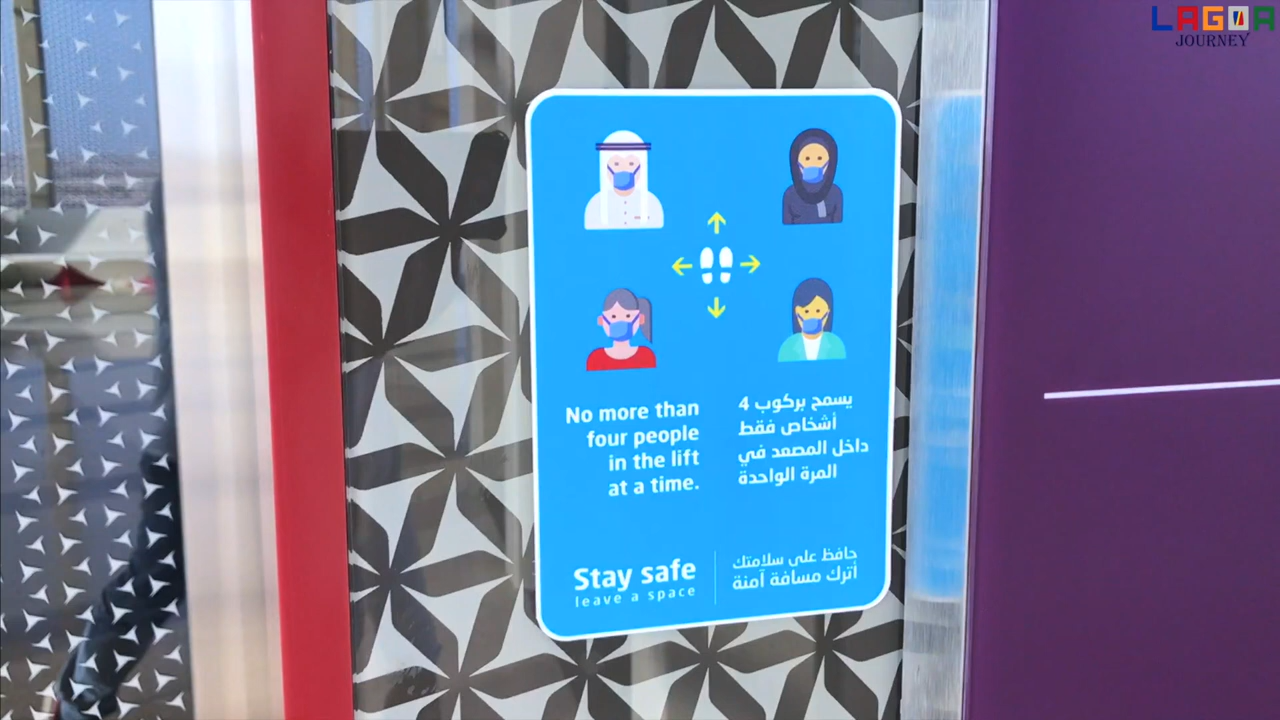 LAGOA
JOURNEY
No more than
four people
in the lift
at a time.
يسمح بركوب 4
أشخاص فقط
داخل المصعد في
المرة الواحدة
Stay safe
leave a space
حافظ على سلامتك
أترك مسافة آمنة